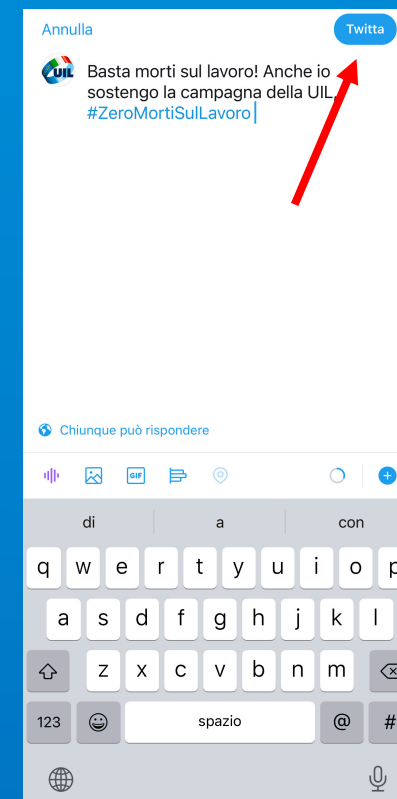 Annulla
Twitta
UIL
Basta morti sul lavoro! Anche io
sostengo la campagna della UIL,
#ZeroMortiSulLavoro
Chiunque può rispondere
GIF
di a con
q w e r t y u i o p
a s d f g h j k l
z x c v b n m
123 spazio @ #